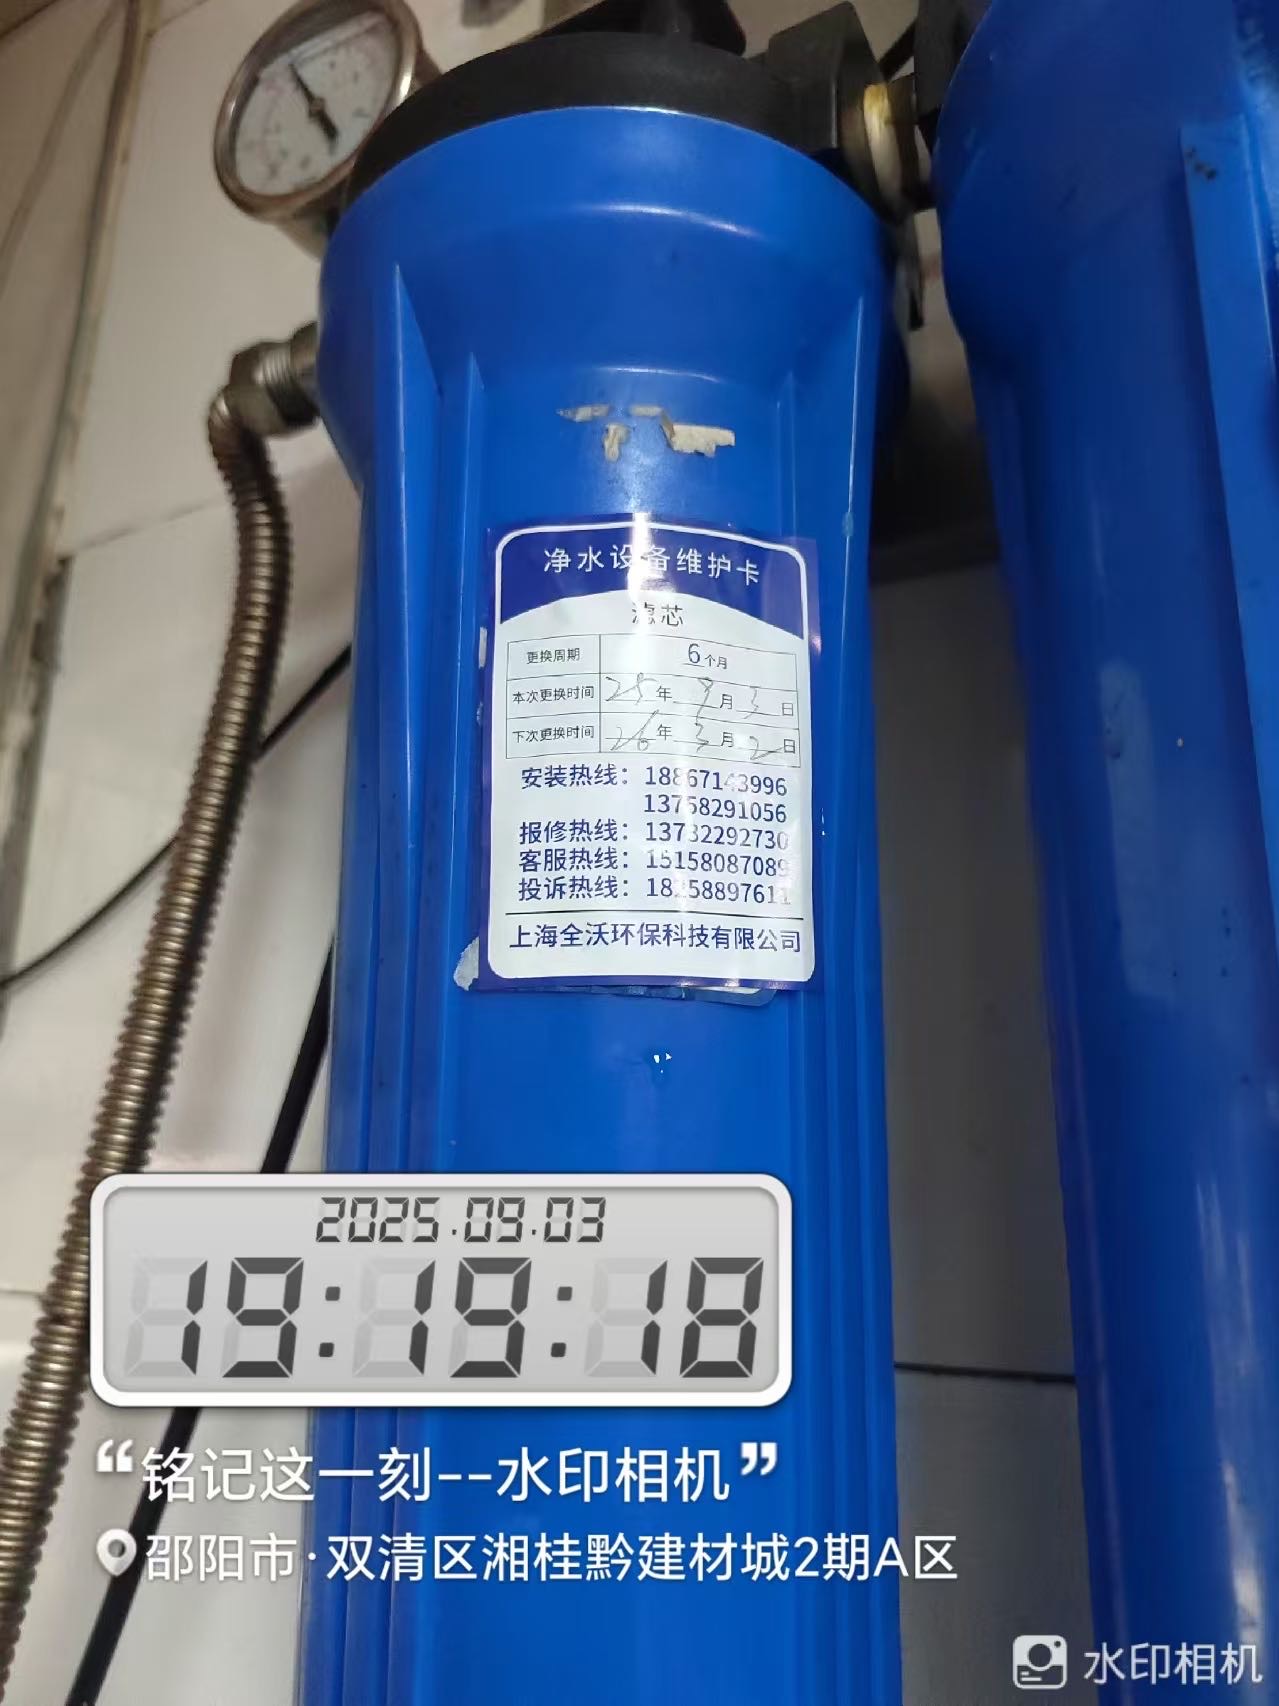 净水设备维护卡
滤芯
更换周期 6个月
本次更换时间 25年 9月 3日
下次更换时间 26年 3月 2日
安装热线：18867143996
13758291056
报修热线：13732292730
客服热线：15158087089
投诉热线：18258897611
上海全沃环保科技有限公司
2025.09.03
19:19:18
“铭记这一刻--水印相机”
邵阳市·双清区湘桂黔建材城2期A区
水印相机